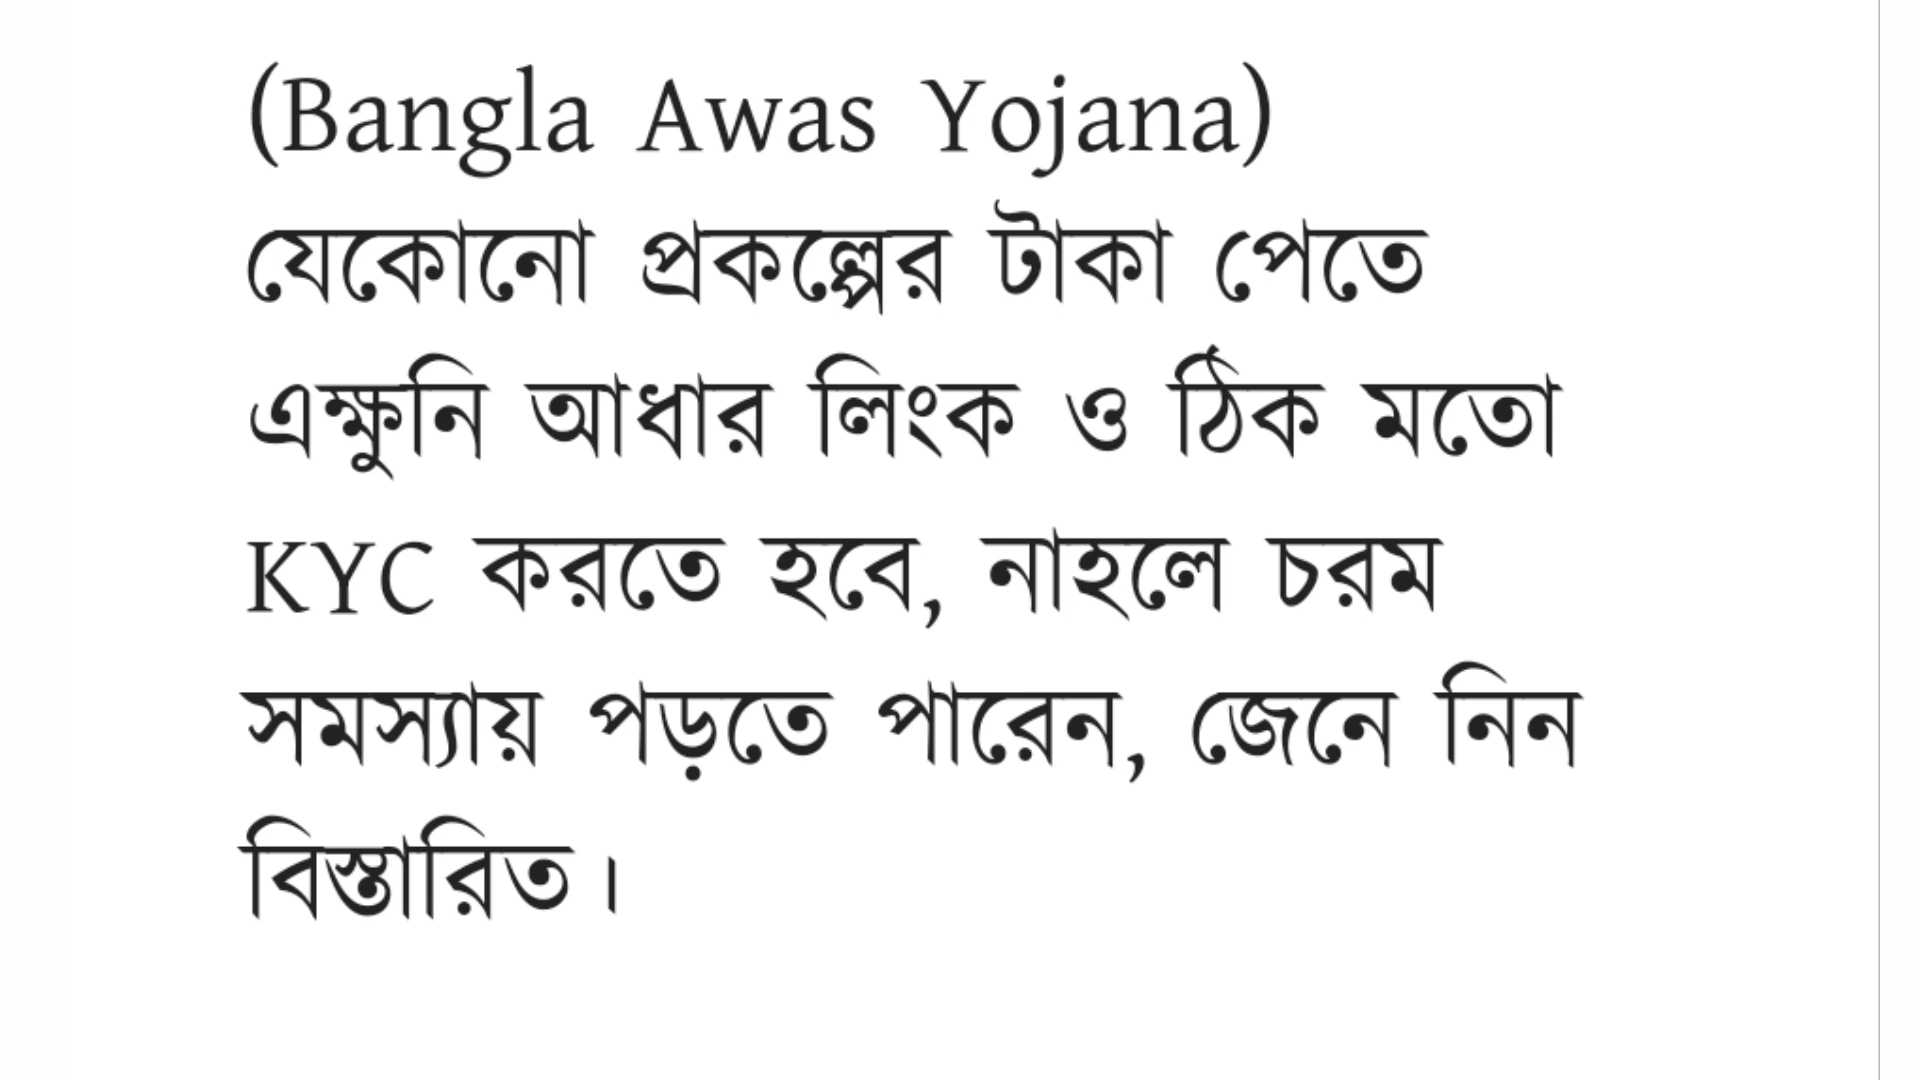 (Bangla Awas Yojana)
যেকোনো প্রকল্পের টাকা পেতে
এক্ষুনি আধার লিংক ও ঠিক মতো
KYC করতে হবে, নাহলে চরম
সমস্যায় পড়তে পারেন, জেনে নিন
বিস্তারিত।